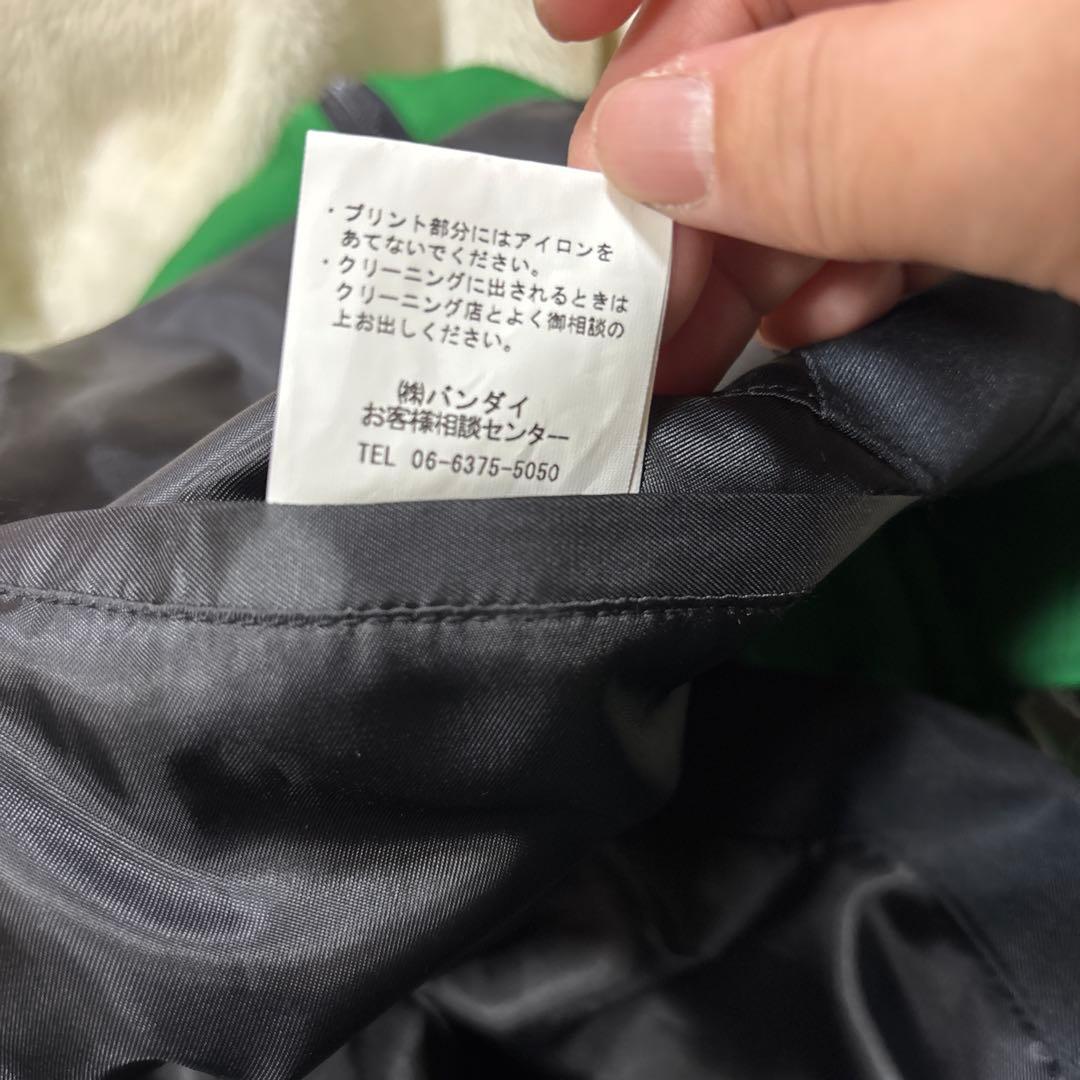 ・プリント部分にはアイロンを
あてないでください。
・クリーニングに出されるときは
クリーニング店とよく御相談の
上お出しください。
㈱バンダイ
お客様相談センター
TEL 06-6375-5050